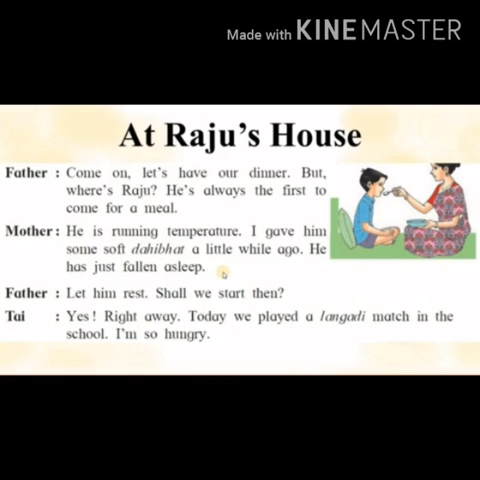 Made with KINEMASTER
At Raju's House
Father : Come on, let's have our dinner. But,
where's Raju? He's always the first to
come for a meal.
Mother : He is running temperature. I gave him
some soft dahibhat a little while ago. He
has just fallen asleep.
Father : Let him rest. Shall we start then?
Tai : Yes! Right away. Today we played a langadi match in the
school. I'm so hungry.